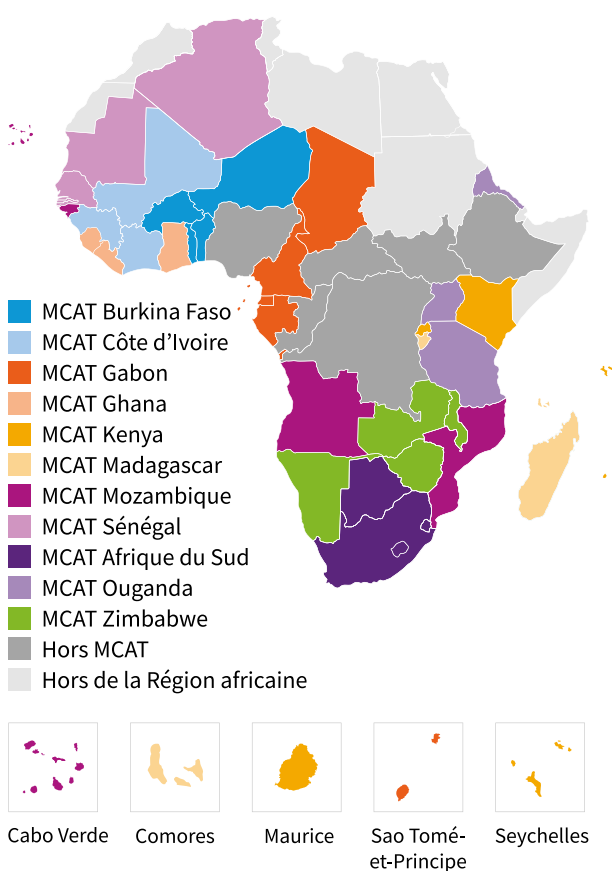 MCAT Burkina Faso
MCAT Côte d’Ivoire
MCAT Gabon
MCAT Ghana
MCAT Kenya
MCAT Madagascar
MCAT Mozambique
MCAT Sénégal
MCAT Afrique du Sud
MCAT Ouganda
MCAT Zimbabwe
Hors MCAT
Hors de la Région africaine
Cabo Verde
Comores
Maurice
Sao Tomé-
et-Principe
Seychelles